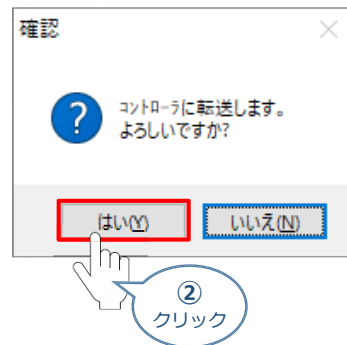 確認
ｺﾝﾄﾛｰﾗに転送します。
よろしいですか?
はい(Y)
いいえ(N)
②
クリック